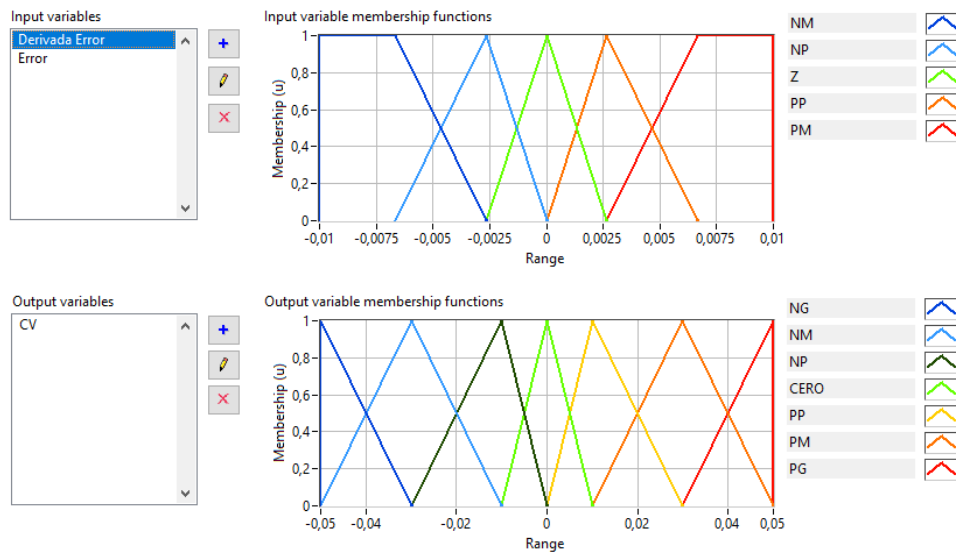 Input variables
Derivada Error
Error
Input variable membership functions
Membership (u)
1
0,8
0,6
0,4
0,2
0
-0,01 -0,0075 -0,005 -0,0025 0 0,0025 0,005 0,0075 0,01
Range
NM
NP
Z
PP
PM
Output variables
CV
Output variable membership functions
Membership (u)
1
0,8
0,6
0,4
0,2
0
-0,05 -0,04 -0,02 0 0,02 0,04 0,05
Range
NG
NM
NP
CERO
PP
PM
PG